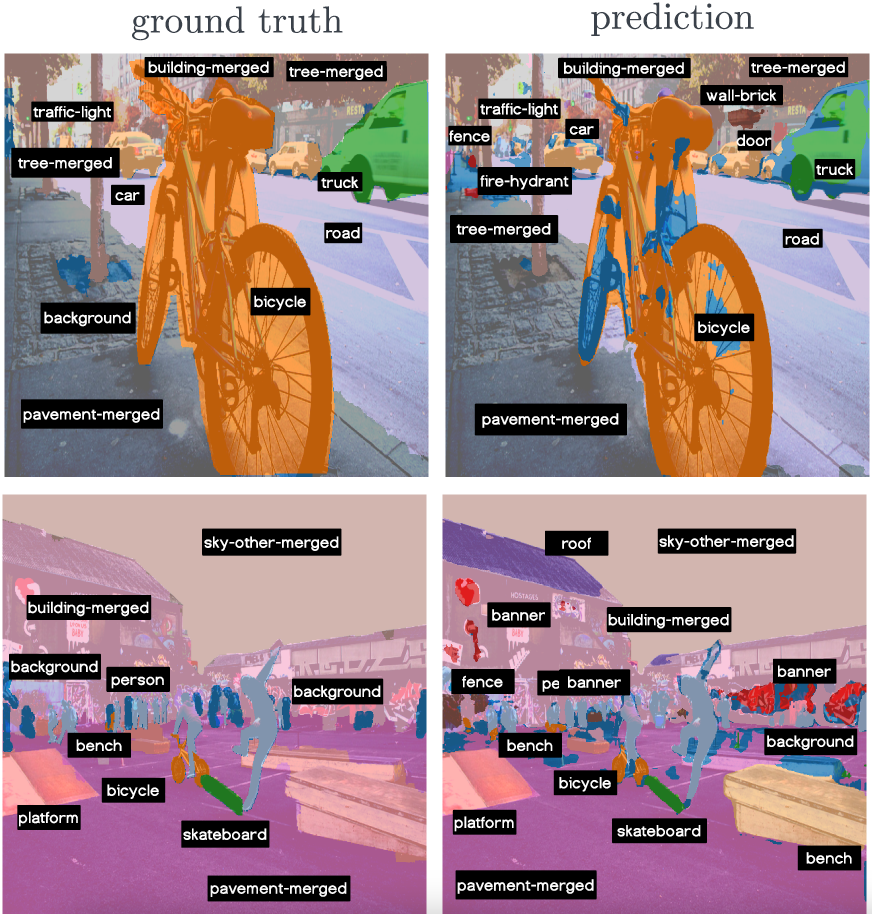 ground truth
prediction
building-merged
tree-merged
traffic-light
tree-merged
car
truck
road
bicycle
background
pavement-merged
building-merged
tree-merged
wall-brick
RESTA
traffic-light
car
fence
door
fire-hydrant
truck
tree-merged
road
bicycle
pavement-merged
RESTA
sky-other-merged
building-merged
background
person
background
bench
bicycle
platform
skateboard
pavement-merged
roof
sky-other-merged
HOSTAGES
banner
building-merged
fence
pe
banner
banner
bench
background
bicycle
platform
skateboard
bench
pavement-merged